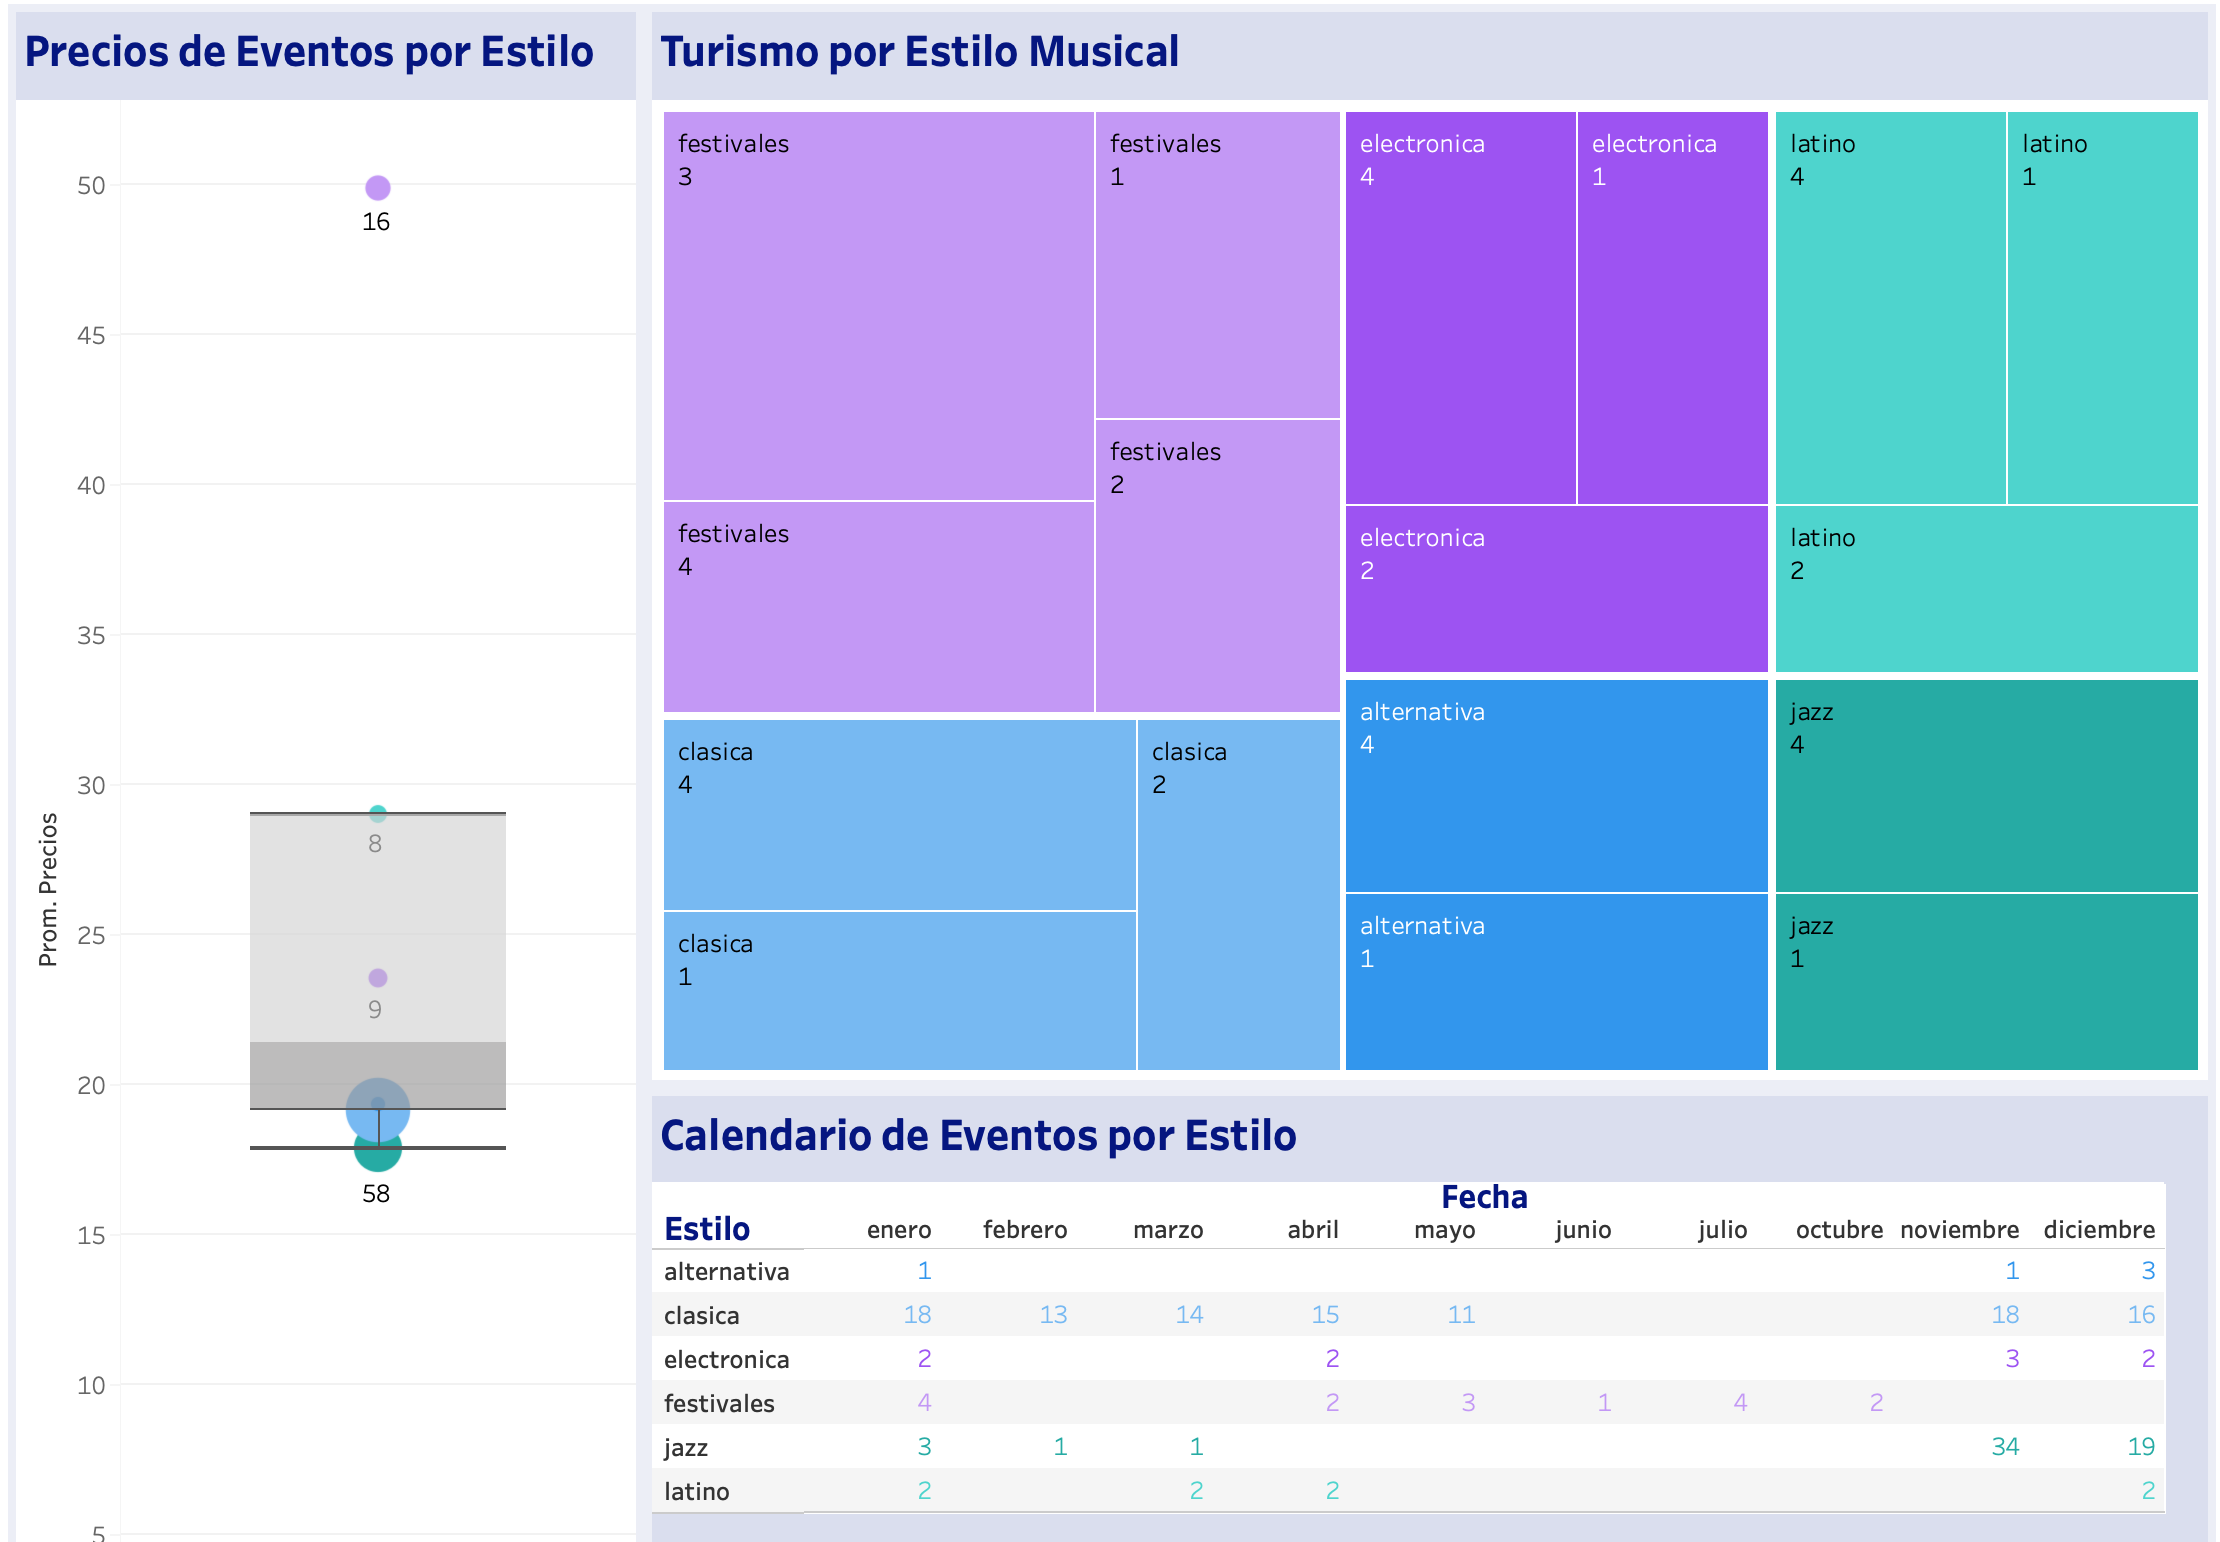 Precios de Eventos por Estilo
50
45
40
35
30
25
20
15
10
5
Prom. Precios
16
8
9
58
Turismo por Estilo Musical
festivales
3
festivales
1
festivales
2
festivales
4
electronica
4
electronica
1
electronica
2
latino
4
latino
1
latino
2
clasica
4
clasica
2
clasica
1
alternativa
4
alternativa
1
jazz
4
jazz
1
Calendario de Eventos por Estilo
Fecha
Estilo enero febrero marzo abril mayo junio julio octubre noviembre diciembre
alternativa 1 1 3
clasica 18 13 14 15 11 18 16
electronica 2 2 3 2
festivales 4 2 3 1 4 2
jazz 3 1 1 34 19
latino 2 2 2 2